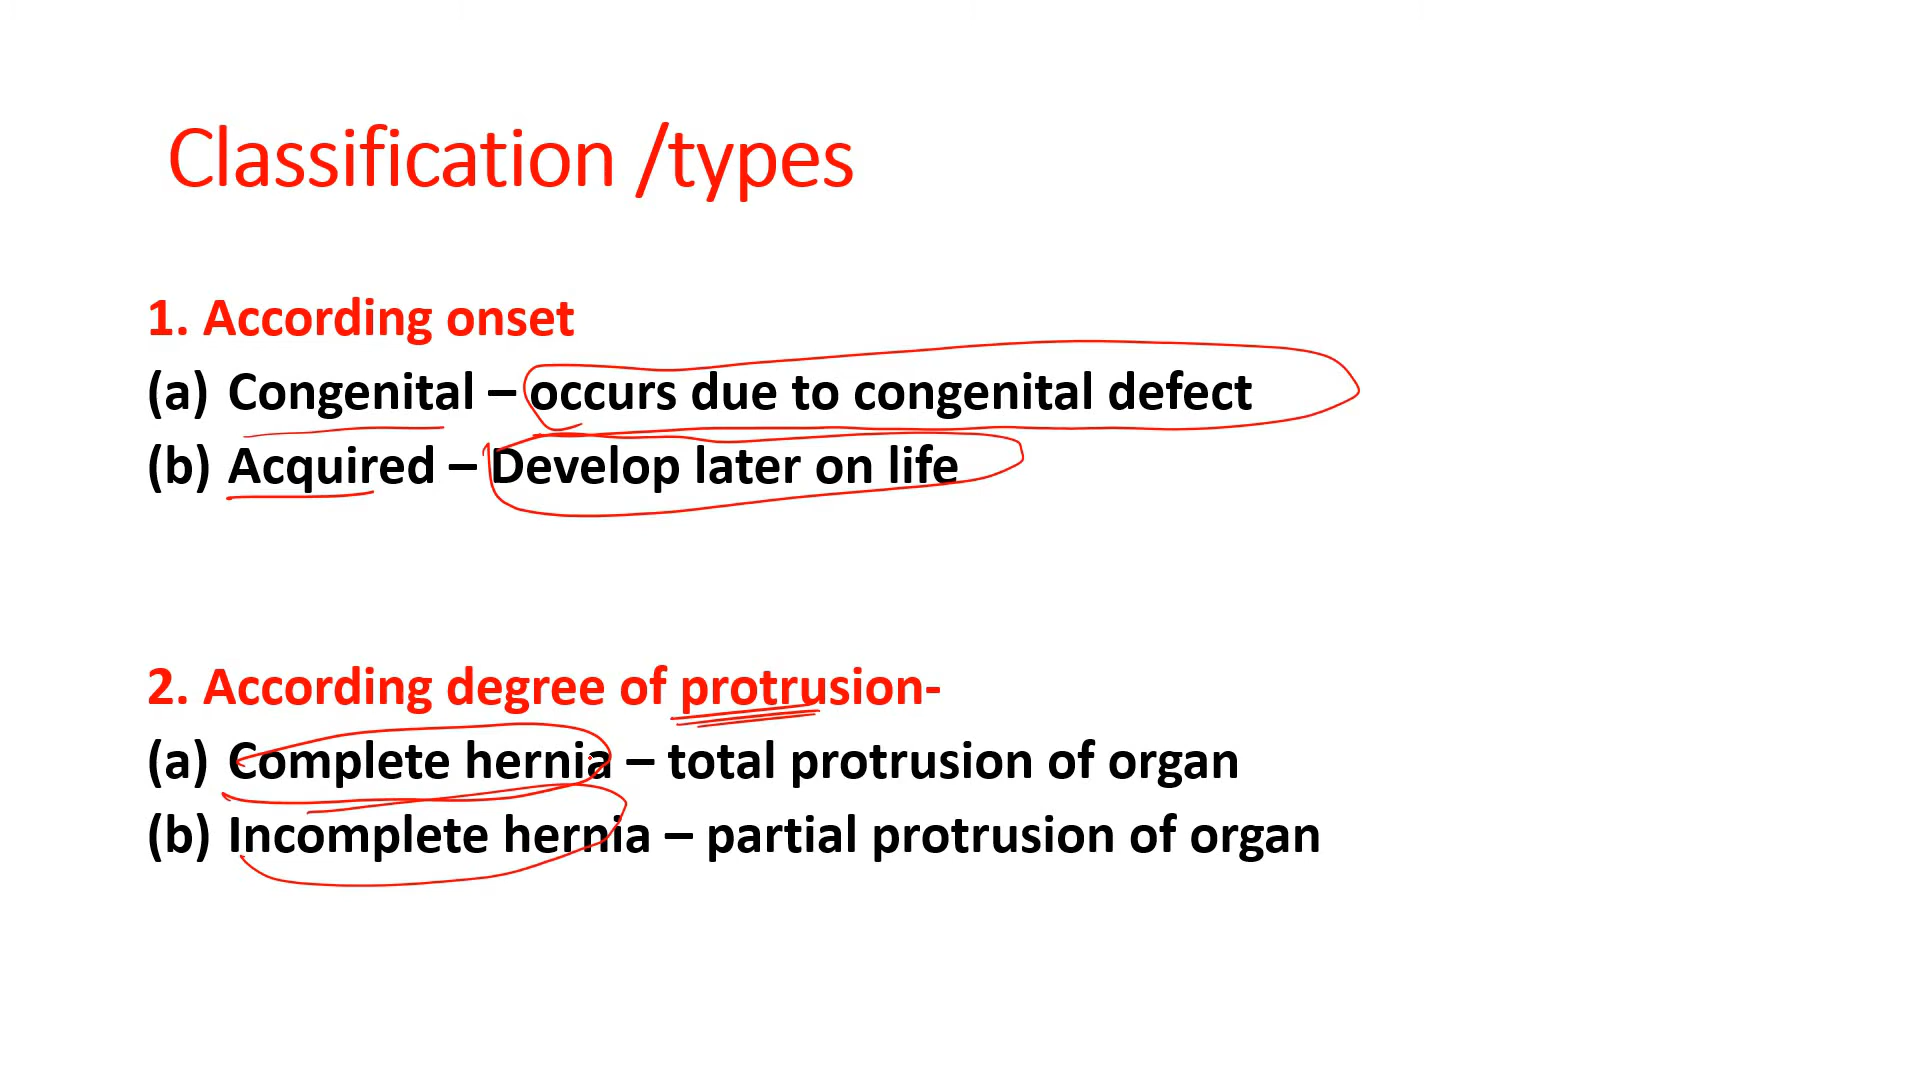 Classification /types
1. According onset
(a) Congenital – occurs due to congenital defect
(b) Acquired – Develop later on life
2. According degree of protrusion-
(a) Complete hernia – total protrusion of organ
(b) Incomplete hernia – partial protrusion of organ